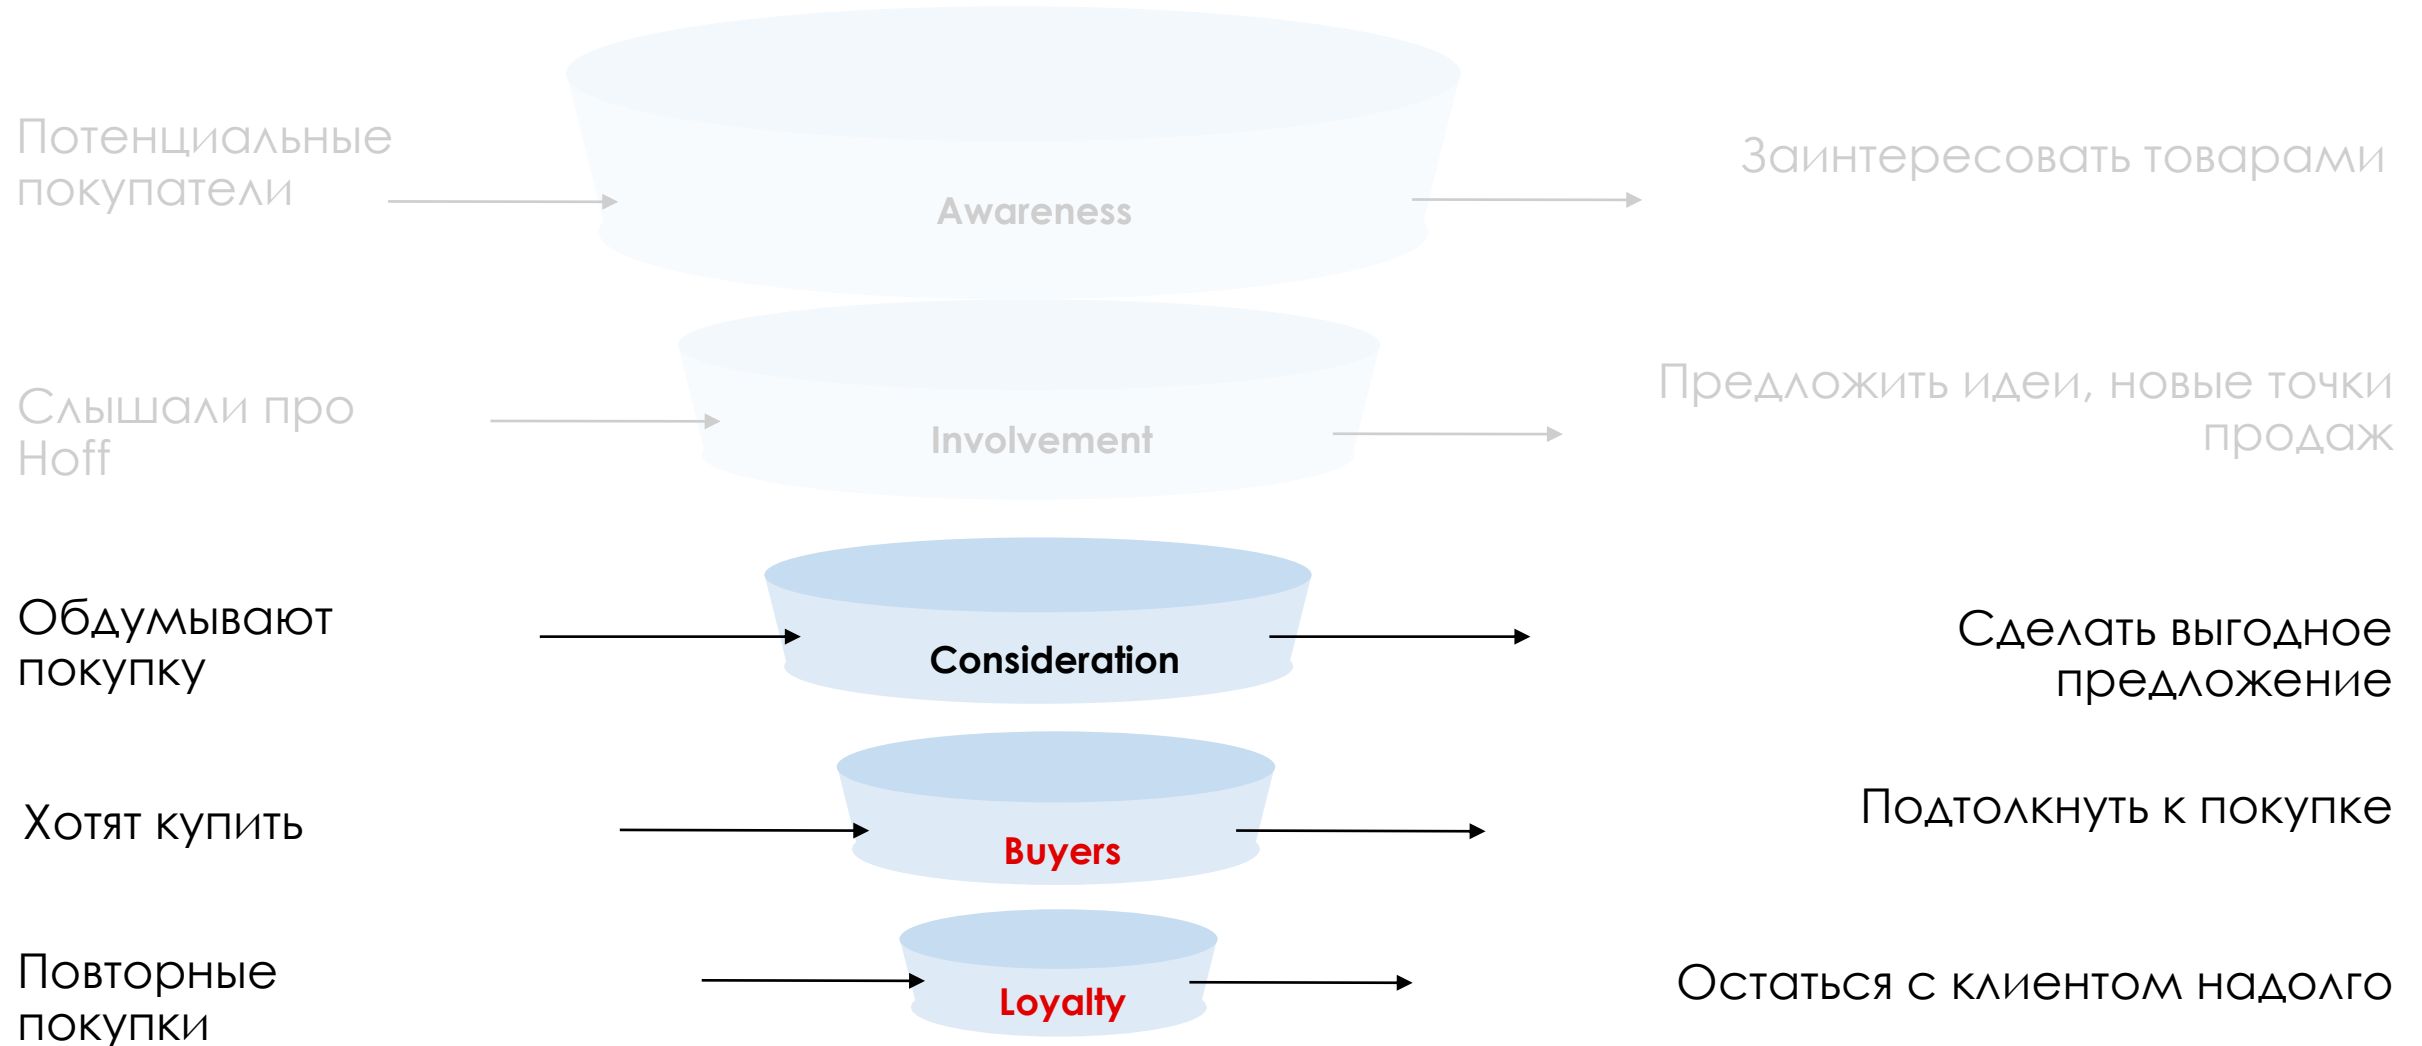 Потенциальные
покупатели
Awareness
Заинтересовать товарами
Слышали про
Hoff
Involvement
Предложить идеи, новые точки
продаж
Обдумывают
покупку
Consideration
Сделать выгодное
предложение
Хотят купить
Buyers
Подтолкнуть к покупке
Повторные
покупки
Loyalty
Остаться с клиентом надолго